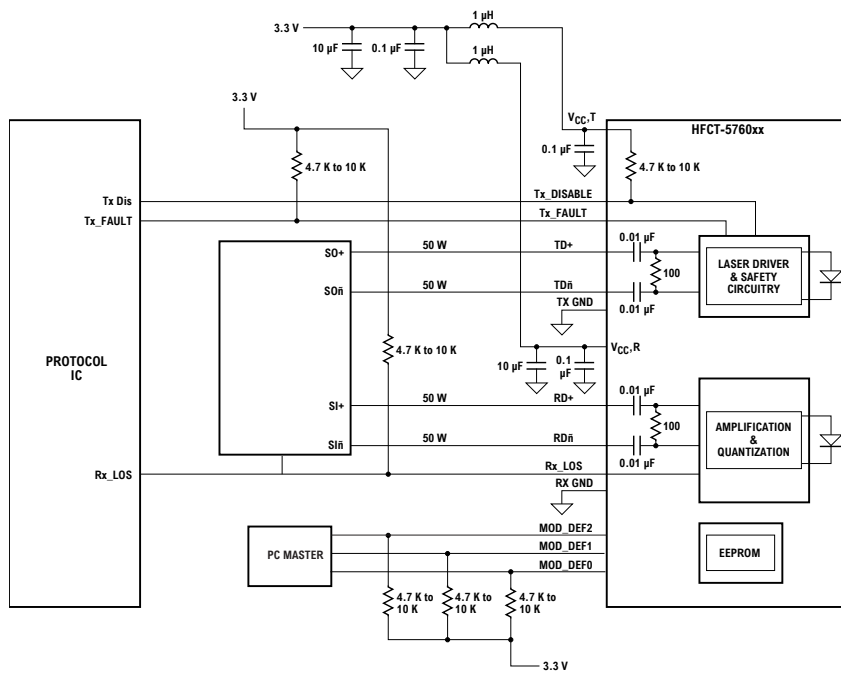 1 µH
3.3 V
10 µF
0.1 µF
1 µH
3.3 V
V_CC,T
HFCT-5760xx
0.1 µF
4.7 K to 10 K
4.7 K to 10 K
Tx Dis
Tx_DISABLE
Tx_FAULT
Tx_FAULT
0.01 µF
SO+
50 W
TD+
LASER DRIVER
& SAFETY
CIRCUITRY
100
SOñ
50 W
TDñ
TX GND
0.01 µF
PROTOCOL
IC
4.7 K to 10 K
V_CC,R
10 µF
0.1
µF
0.01 µF
SI+
50 W
RD+
AMPLIFICATION
&
QUANTIZATION
100
SIñ
50 W
RDñ
0.01 µF
Rx_LOS
Rx_LOS
RX GND
PC MASTER
MOD_DEF2
MOD_DEF1
MOD_DEF0
EEPROM
4.7 K to
10 K
4.7 K to
10 K
4.7 K to
10 K
3.3 V